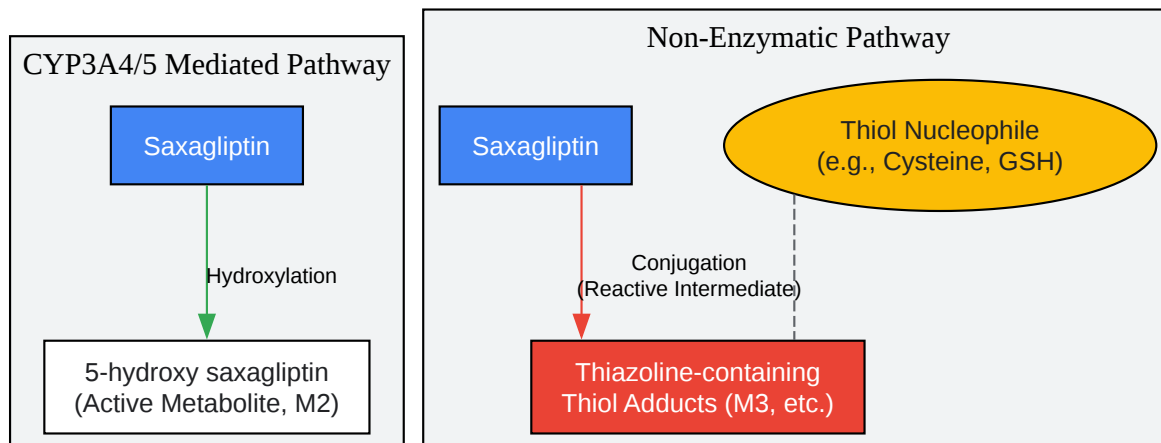 CYP3A4/5 Mediated Pathway
Saxagliptin
Hydroxylation
5-hydroxy saxagliptin
(Active Metabolite, M2)
Non-Enzymatic Pathway
Saxagliptin
Thiol Nucleophile
(e.g., Cysteine, GSH)
Conjugation
(Reactive Intermediate)
Thiazoline-containing
Thiol Adducts (M3, etc.)